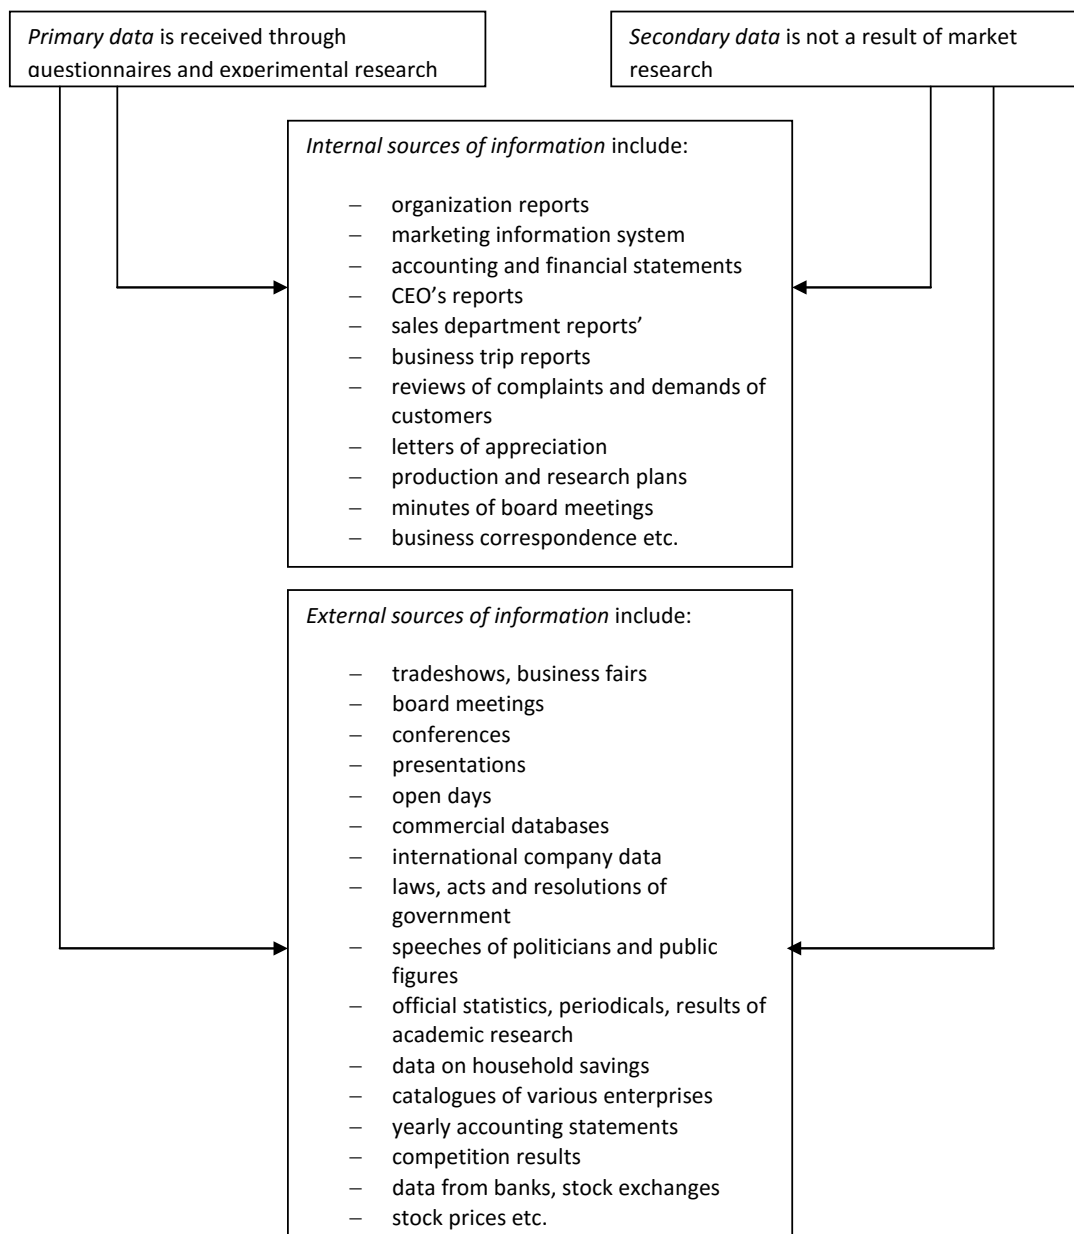 Primary data is received through
questionnaires and experimental research
Secondary data is not a result of market
research
Internal sources of information include:
– organization reports
– marketing information system
– accounting and financial statements
– CEO’s reports
– sales department reports’
– business trip reports
– reviews of complaints and demands of
customers
– letters of appreciation
– production and research plans
– minutes of board meetings
– business correspondence etc.
External sources of information include:
– tradeshows, business fairs
– board meetings
– conferences
– presentations
– open days
– commercial databases
– international company data
– laws, acts and resolutions of
government
– speeches of politicians and public
figures
– official statistics, periodicals, results of
academic research
– data on household savings
– catalogues of various enterprises
– yearly accounting statements
– competition results
– data from banks, stock exchanges
– stock prices etc.